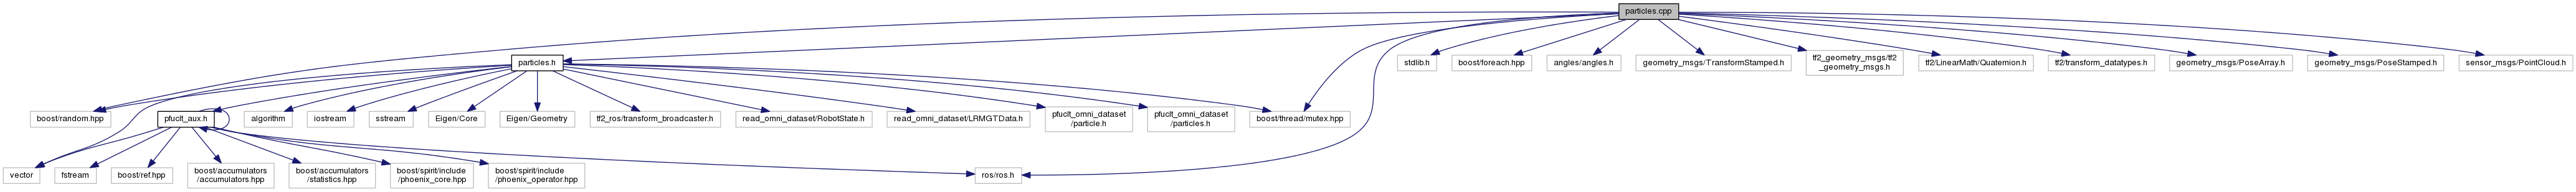 particles.cpp
particles.h
stdlib.h
boost/foreach.hpp
angles/angles.h
geometry_msgs/TransformStamped.h
tf2_geometry_msgs/tf2
_geometry_msgs.h
tf2/LinearMath/Quaternion.h
tf2/transform_datatypes.h
geometry_msgs/PoseArray.h
geometry_msgs/PoseStamped.h
sensor_msgs/PointCloud.h
boost/random.hpp
pfuclt_aux.h
algorithm
iostream
sstream
Eigen/Core
Eigen/Geometry
tf2_ros/transform_broadcaster.h
read_omni_dataset/RobotState.h
read_omni_dataset/LRMGTData.h
pfuclt_omni_dataset
/particle.h
pfuclt_omni_dataset
/particles.h
boost/thread/mutex.hpp
vector
fstream
boost/ref.hpp
boost/accumulators
/accumulators.hpp
boost/accumulators
/statistics.hpp
boost/spirit/include
/phoenix_core.hpp
boost/spirit/include
/phoenix_operator.hpp
ros/ros.h